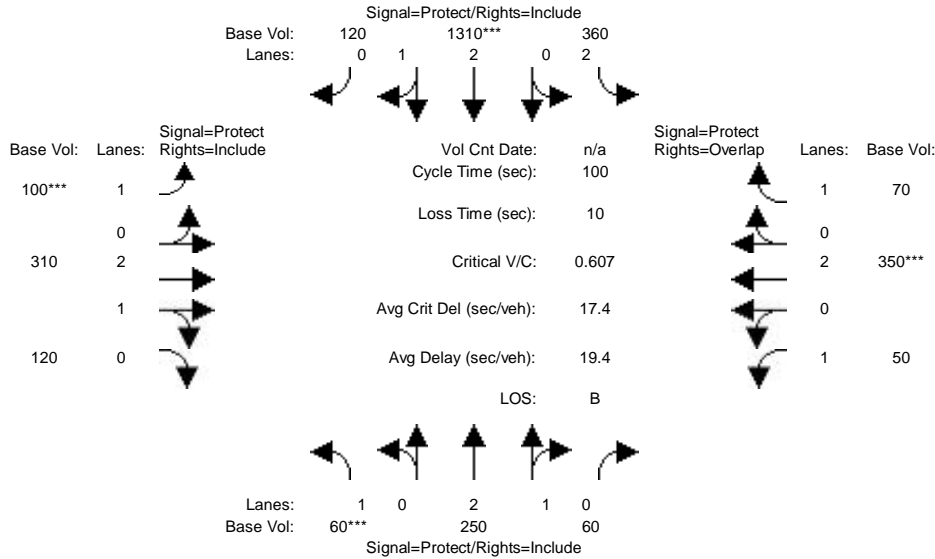 Signal=Protect/Rights=Include
Base Vol: 120 1310*** 360
Lanes: 0 1 2 0 2
Signal=Protect
Base Vol: Lanes: Rights=Include
Vol Cnt Date: n/a
Signal=Protect
Rights=Overlap Lanes: Base Vol:
Cycle Time (sec): 100
100*** 1
1 70
Loss Time (sec): 10
0
0
310 2
Critical V/C: 0.607
2 350***
1
Avg Crit Del (sec/veh): 17.4
0
120 0
Avg Delay (sec/veh): 19.4
1 50
LOS: B
Lanes: 1 0 2 1 0
Base Vol: 60*** 250 60
Signal=Protect/Rights=Include